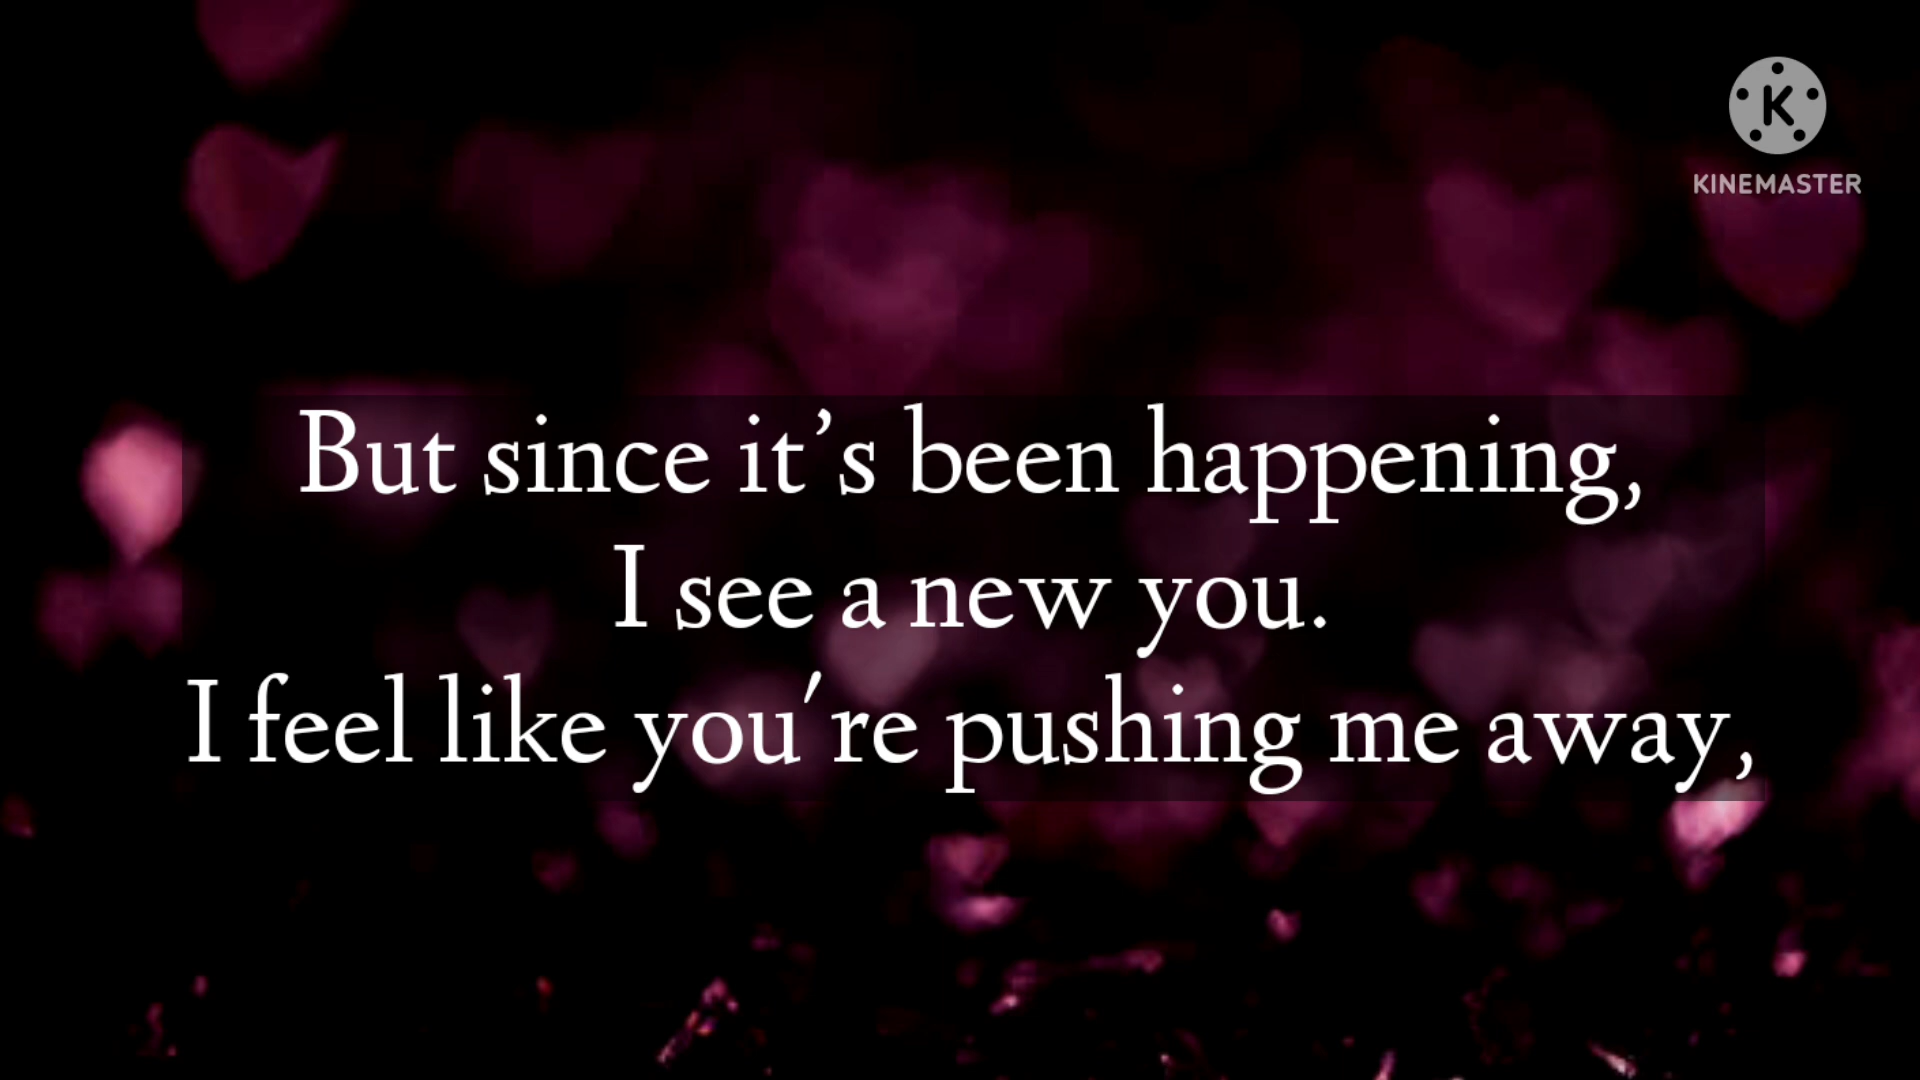 KINEMASTER
But since it’s been happening,
I see a new you.
I feel like you're pushing me away,